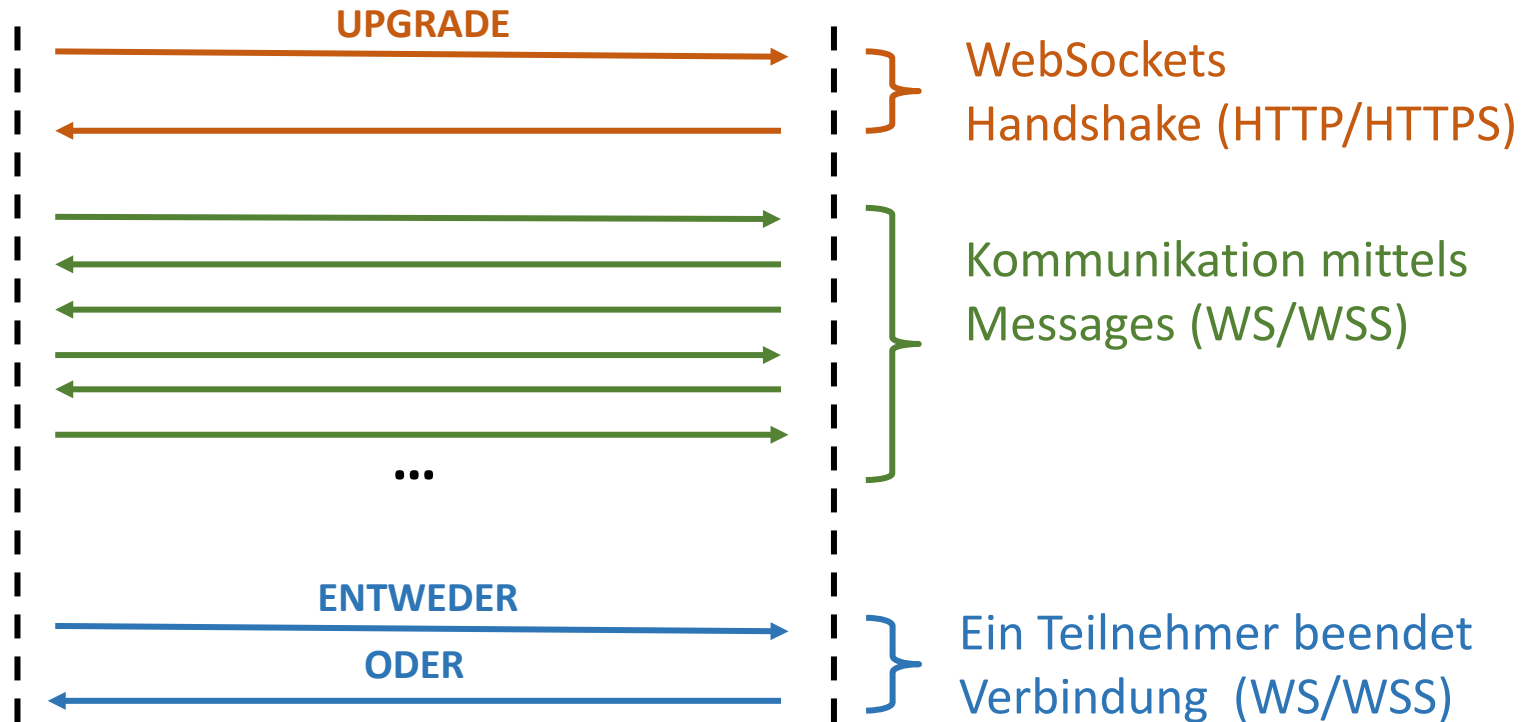 UPGRADE
WebSockets
Handshake (HTTP/HTTPS)
Kommunikation mittels
Messages (WS/WSS)
...
ENTWEDER
ODER
Ein Teilnehmer beendet
Verbindung (WS/WSS)